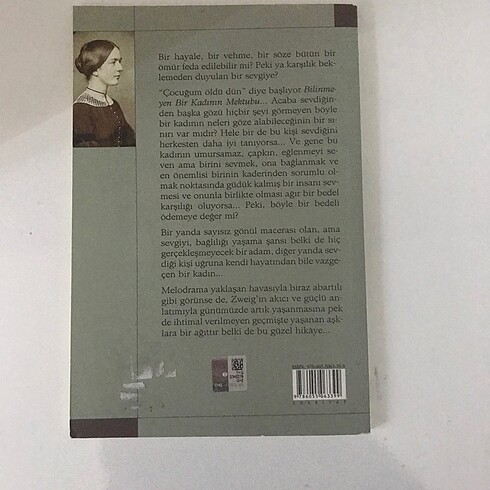 Bir hayale, bir vehme, bir söze bütün bir
ömür feda edilebilir mi? Peki ya karşılık bek-
lemeden duyulan bir sevgiye?
"Çocuğum öldü dün" diye başlıyor Bilinme-
yen Bir Kadının Mektubu... Acaba sevdiğin-
den başka gözü hiçbir şeyi görmeyen böyle
bir kadının neleri göze alabileceğinin bir sı-
nırı var mıdır? Hele bir de bu kişi sevdiğini
herkesten daha iyi tanıyorsa... Ve gene bu
kadının umursamaz, çapkın, eğlenmeyi se-
ven ama birini sevmek, ona bağlanmak ve
en önemlisi birinin kaderinden sorumlu ol-
mak noktasında güdük kalmış bir insanı sev-
mesi ve onunla birlikte olması ağır bir bedel
karşılığı oluyorsa... Peki, böyle bir bedeli
ödemeye değer mi?
Bir yanda sayısız gönül macerası olan, ama
sevgiyi, bağlılığı yaşama şansı belki de hiç
gerçekleşmeyecek bir adam, diğer yanda sev-
diği kişi uğruna kendi hayatından bile vazge-
çen bir kadın...
Melodrama yaklaşan havasıyla biraz abartılı
gibi görünse de, Zweig'ın akıcı ve güçlü an-
latımıyla günümüzde artık yaşanmasına pek
de ihtimal verilmeyen geçmişte yaşanan aşk-
lara bir ağıttır belki de bu güzel hikâye...
9 786055 063399